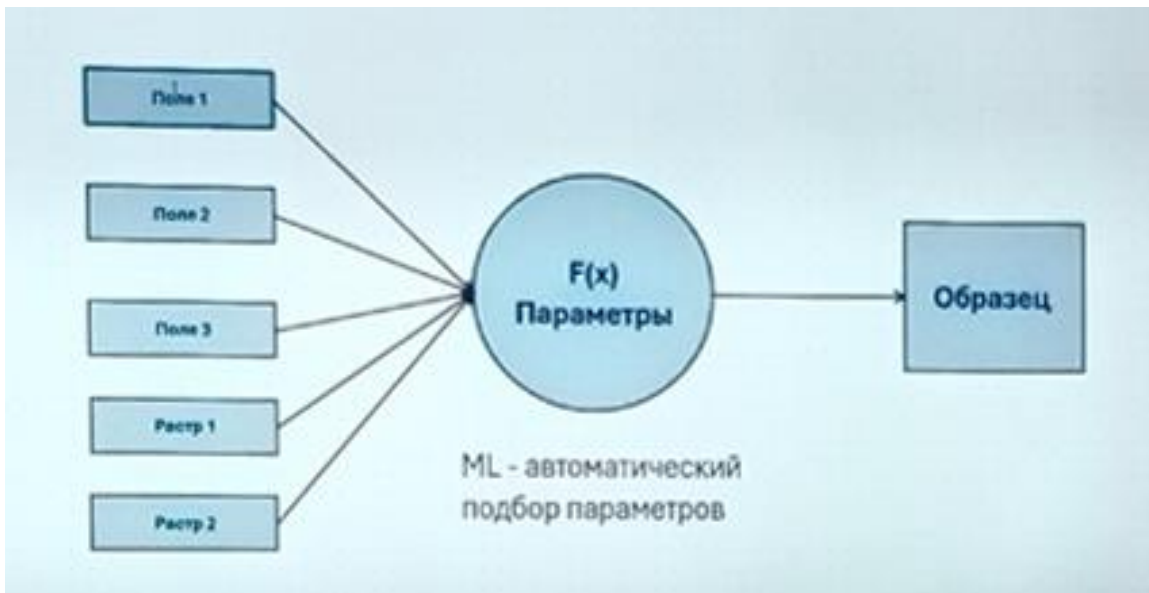 Поле 1
Поле 2
Поле 3
Растр 1
Растр 2
F(x)
Параметры
ML - автоматический
подбор параметров
Образец